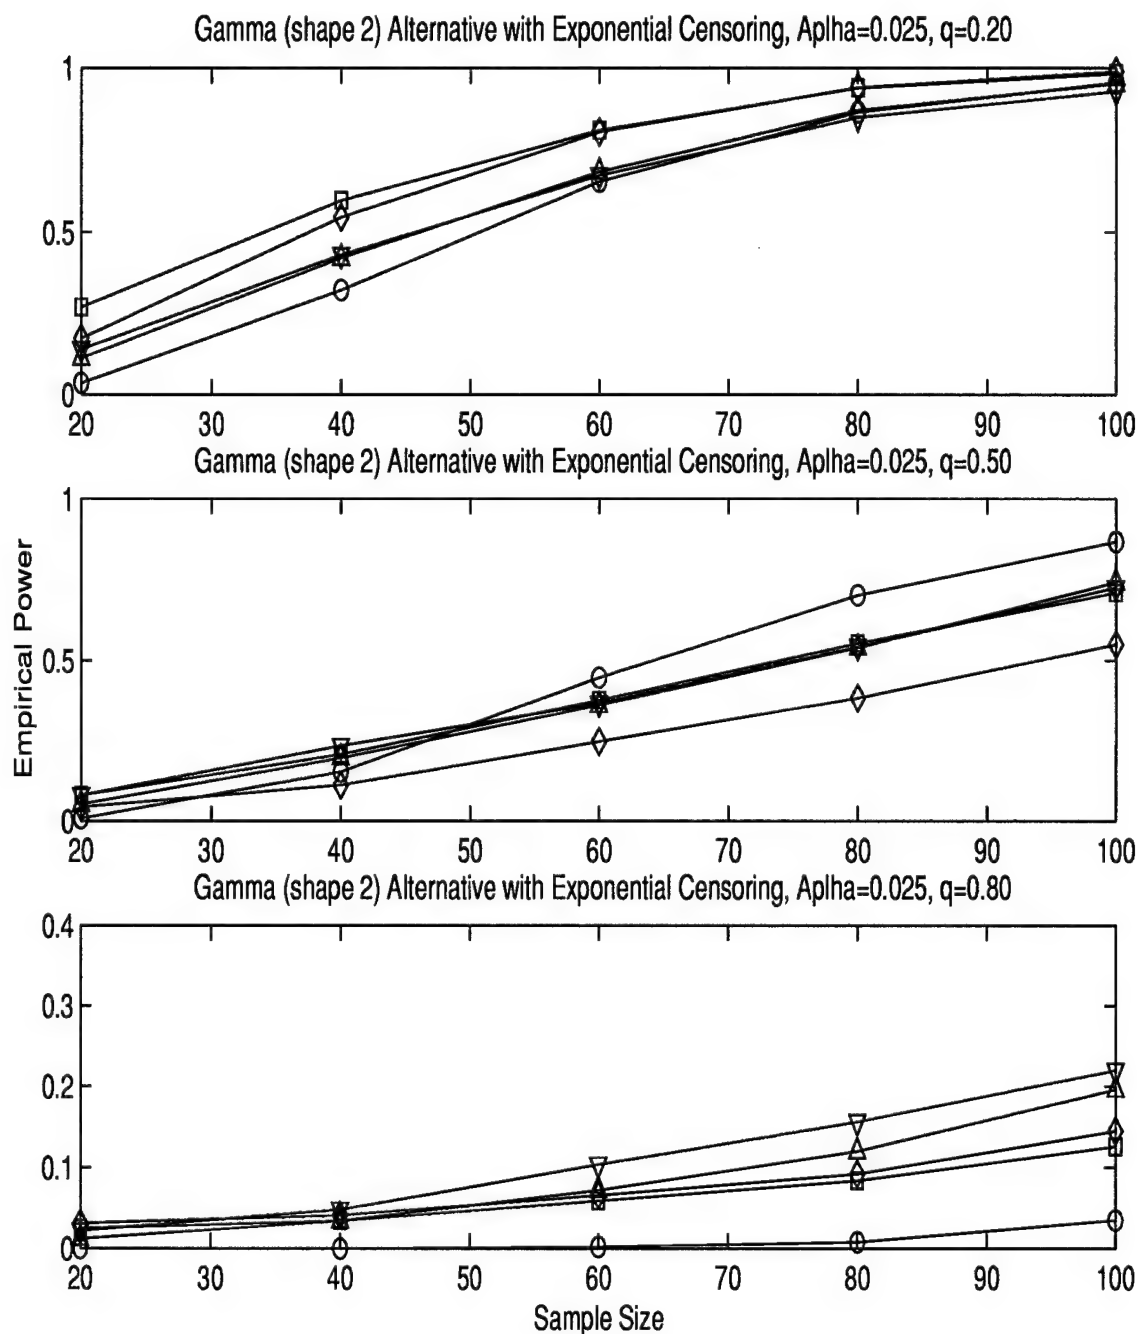 Gamma (shape 2) Alternative with Exponential Censoring, Aplha=0.025, q=0.20
1
0.5
0
20 30 40 50 60 70 80 90 100
Gamma (shape 2) Alternative with Exponential Censoring, Aplha=0.025, q=0.50
1
0.5
0
Empirical Power
20 30 40 50 60 70 80 90 100
Gamma (shape 2) Alternative with Exponential Censoring, Aplha=0.025, q=0.80
0.4
0.3
0.2
0.1
0
20 30 40 50 60 70 80 90 100
Sample Size